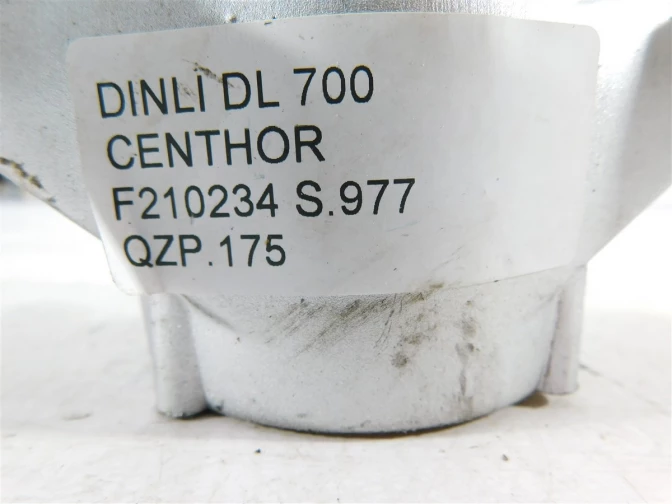 DINLI DL 700
CENTHOR
F210234 S.977
QZP.175